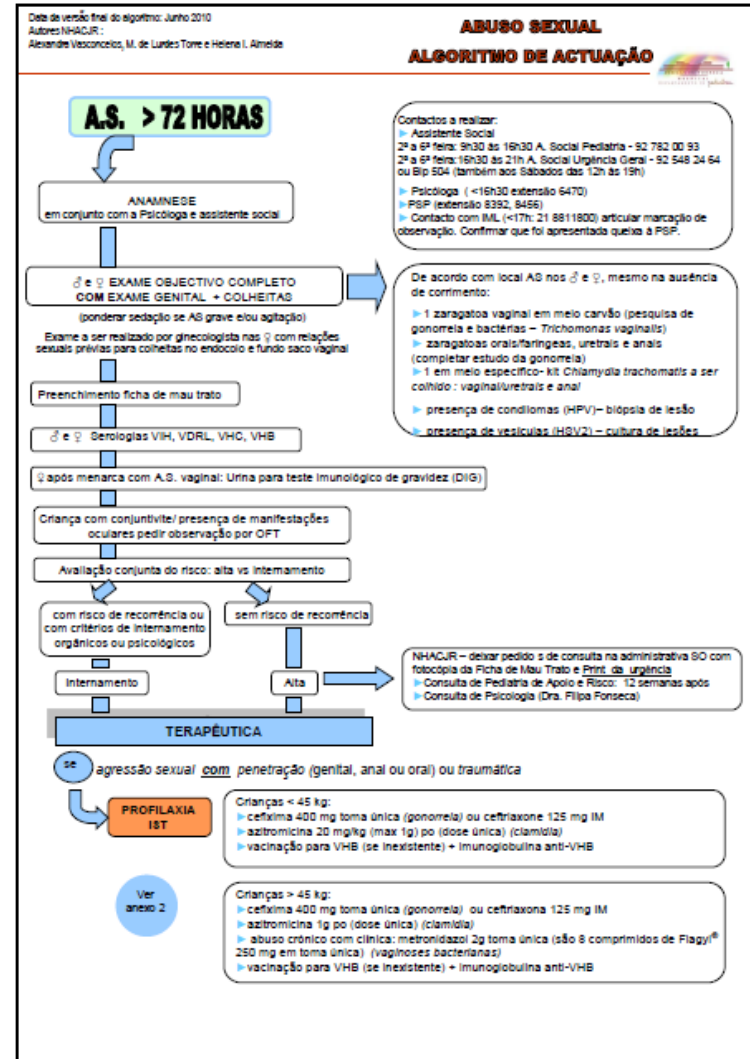 Data da versão final do algoritmo: Junho 2010
Autores NHACJR :
Alexandre Vasconcelos, M. de Lurdes Torre e Helena I. Almeida
ABUSO SEXUAL
ALGORITMO DE ACTUAÇÃO
A.S. > 72 HORAS
Contactos a realizar:
► Assistente Social
2ª a 6ª feira: 9h30 às 16h30 A. Social Pediatria - 92 782 00 93
2ª a 6ª feira:16h30 às 21h A. Social Urgência Geral - 92 548 24 64
ou Bip 504 (também aos Sábados das 12h às 19h)
► Psicóloga ( <16h30 extensão 6470)
►PSP (extensão 8392, 8456)
► Contacto com IML (<17h: 21 8811800) articular marcação de
observação. Confirmar que foi apresentada queixa à PSP.
ANAMNESE
em conjunto com a Psicóloga e assistente social
♂ e ♀ EXAME OBJECTIVO COMPLETO
COM EXAME GENITAL + COLHEITAS
(ponderar sedação se AS grave e/ou agitação)
Exame a ser realizado por ginecologista nas ♀ com relações
sexuais prévias para colheitas no endocolo e fundo saco vaginal
De acordo com local AS nos ♂ e ♀, mesmo na ausência
de corrimento:
► 1 zaragatoa vaginal em meio carvão (pesquisa de
gonorreia e bactérias – Trichomonas vaginalis)
► zaragatoas orais/faríngeas, uretrais e anais
(completar estudo da gonorreia)
► 1 em meio específico- kit Chlamydia trachomatis a ser
colhido : vaginal/uretrais e anal
► presença de condilomas (HPV)– biópsia de lesão
► presença de vesículas (HSV2) – cultura de lesões
Preenchimento ficha de mau trato
♂ e ♀ Serologias VIH, VDRL, VHC, VHB
♀ após menarca com A.S. vaginal: Urina para teste imunológico de gravidez (DIG)
Criança com conjuntivite/ presença de manifestações
oculares pedir observação por OFT
Avaliação conjunta do risco: alta vs internamento
com risco de recorrência ou
com critérios de internamento
orgânicos ou psicológicos
sem risco de recorrência
Internamento
Alta
NHACJR – deixar pedido s de consulta na administrativa SO com
fotocópia da Ficha de Mau Trato e Print da urgência
►Consulta de Pediatria de Apoio e Risco: 12 semanas após
►Consulta de Psicologia (Dra. Filipa Fonseca)
TERAPÊUTICA
se
agressão sexual com penetração (genital, anal ou oral) ou traumática
PROFILAXIA
IST
Crianças < 45 kg:
►cefixima 400 mg toma única (gonorreia) ou ceftriaxone 125 mg IM
►azitromicina 20 mg/kg (max 1g) po (dose única) (clamídia)
►vacinação para VHB (se inexistente) + imunoglobulina anti-VHB
Ver
anexo 2
Crianças > 45 kg:
►cefixima 400 mg toma única (gonorreia) ou ceftriaxona 125 mg IM
►azitromicina 1g po (dose única) (clamídia)
► abuso crónico com clínica: metronidazol 2g toma única (são 8 comprimidos de Flagyl®
250 mg em toma única) (vaginoses bacterianas)
►vacinação para VHB (se inexistente) + imunoglobulina anti-VHB